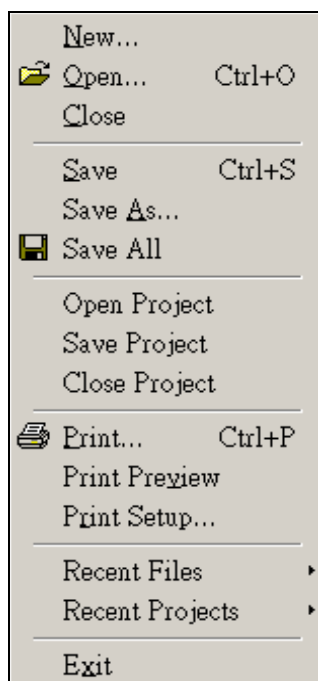 New...
Open... Ctrl+O
Close
Save Ctrl+S
Save As...
Save All
Open Project
Save Project
Close Project
Print... Ctrl+P
Print Preview
Print Setup...
Recent Files
Recent Projects
Exit